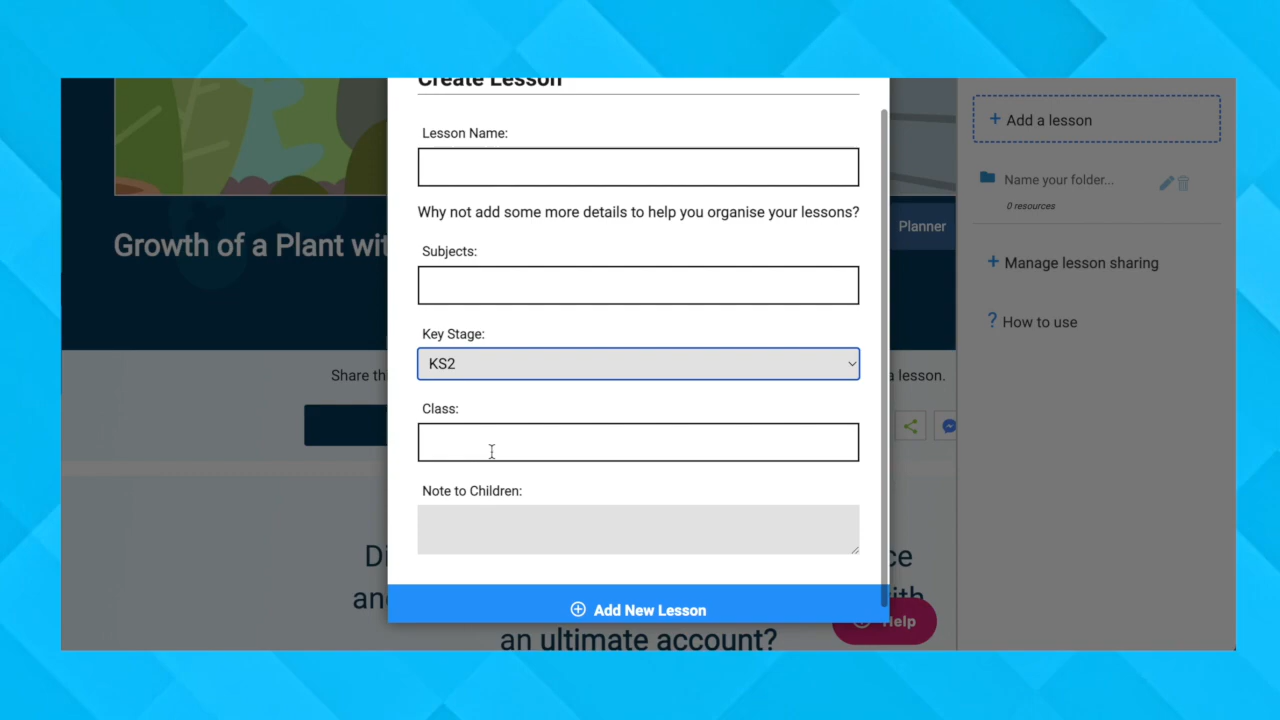 Create Lesson
Lesson Name:
Why not add some more details to help you organise your lessons?
Subjects:
Key Stage:
KS2
Class:
Note to Children:
Add New Lesson
Growth of a Plant wit
Planner
Share thi
a lesson.
Di
ce
an
ith
an ultimate account?
Help
+ Add a lesson
Name your folder...
0 resources
+ Manage lesson sharing
? How to use